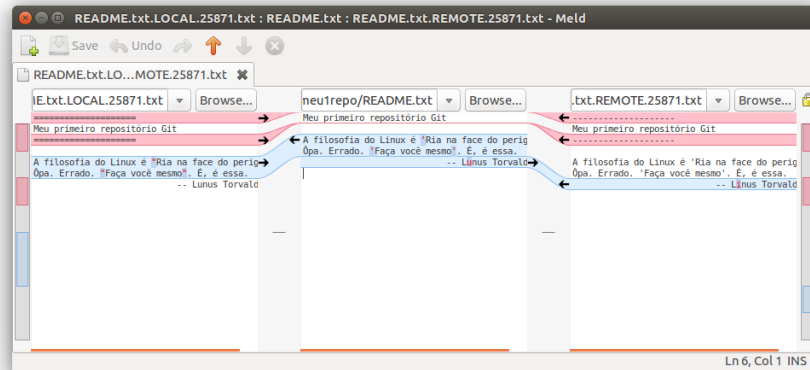 README.txt.LOCAL.25871.txt : README.txt : README.txt.REMOTE.25871.txt - Meld
Save Undo
README.txt.LO...MOTE.25871.txt
IE.txt.LOCAL.25871.txt Browse...
====================
Meu primeiro repositório Git
====================
A filosofia do Linux é "Ria na face do perig
Ôpa. Errado. "Faça você mesmo". É, é essa.
-- Lunus Torvald
neu1repo/README.txt Browse...
Meu primeiro repositório Git
A filosofia do Linux é "Ria na face do perig
Ôpa. Errado. "Faça você mesmo". É, é essa.
-- Lunus Torvald
.txt.REMOTE.25871.txt Browse...
--------------------
Meu primeiro repositório Git
--------------------
A filosofia do Linux é 'Ria na face do perig
Ôpa. Errado. 'Faça você mesmo'. É, é essa.
-- Linus Torvald
Ln 6, Col 1 INS